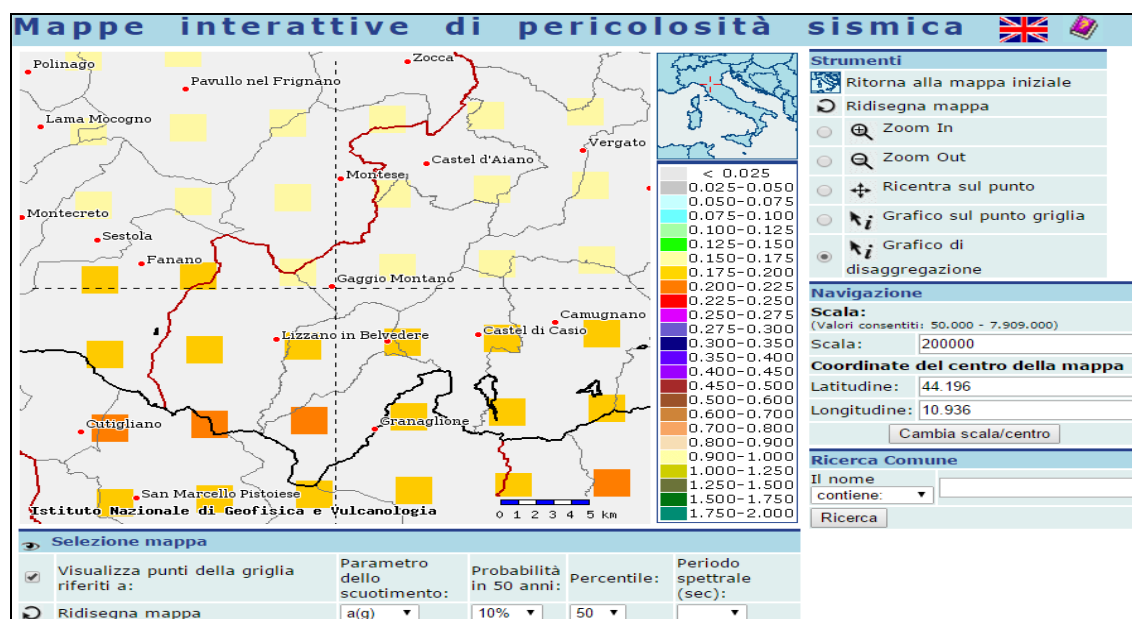 Mappe interattive di pericolosità sismica
Polinago
Zocca
Pavullo nel Frignano
Lama Mocogno
Vergato
Castel d'Aiano
Montese
Montecreto
Sestola
Fanano
Gaggio Montano
Camugnano
Lizzano in Belvedere
Castel di Casio
Cutigliano
Granaglione
San Marcello Pistoiese
Istituto Nazionale di Geofisica e Vulcanologia
0 1 2 3 4 5 km
< 0.025
0.025-0.050
0.050-0.075
0.075-0.100
0.100-0.125
0.125-0.150
0.150-0.175
0.175-0.200
0.200-0.225
0.225-0.250
0.250-0.275
0.275-0.300
0.300-0.350
0.350-0.400
0.400-0.450
0.450-0.500
0.500-0.600
0.600-0.700
0.700-0.800
0.800-0.900
0.900-1.000
1.000-1.250
1.250-1.500
1.500-1.750
1.750-2.000
Strumenti
Ritorna alla mappa iniziale
Ridisegna mappa
Zoom In
Zoom Out
Ricentra sul punto
Grafico sul punto griglia
Grafico di
disaggregazione
Navigazione
Scala:
(Valori consentiti: 50.000 - 7.909.000)
Scala: 200000
Coordinate del centro della mappa
Latitudine: 44.196
Longitudine: 10.936
Cambia scala/centro
Ricerca Comune
Il nome
contiene:
Ricerca
Selezione mappa
Visualizza punti della griglia
riferiti a:
Parametro
dello
scuotimento:
Probabilità
in 50 anni:
Percentile:
Periodo
spettrale
(sec):
Ridisegna mappa
a(g)
10%
50